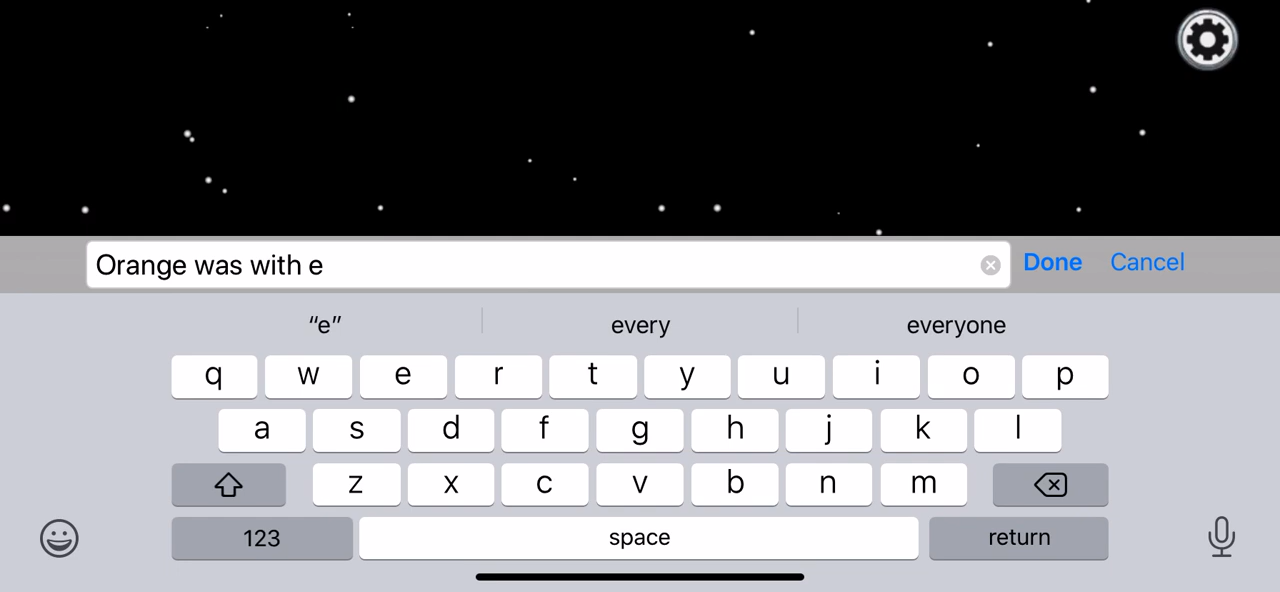 Orange was with e
Done
Cancel
“e”
every
everyone
q w e r t y u i o p
a s d f g h j k l
z x c v b n m
123
space
return